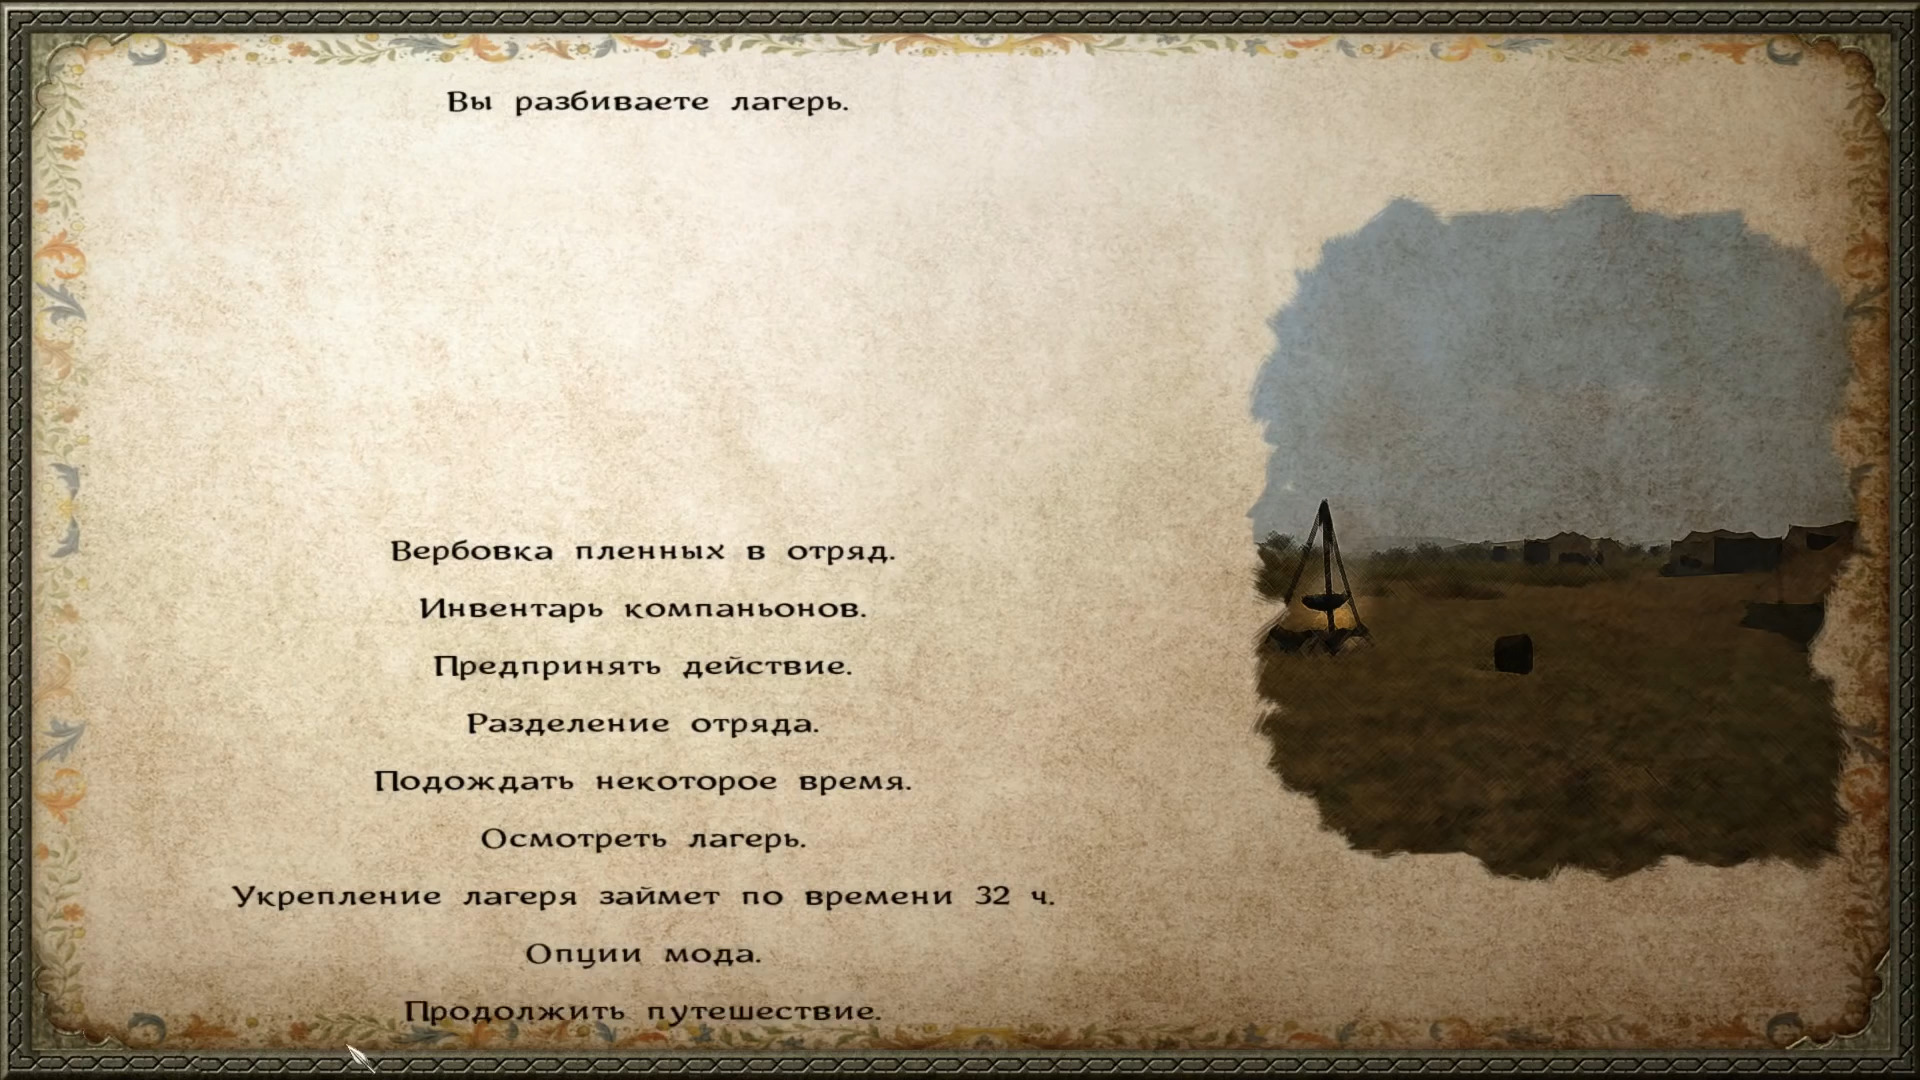 Вы разбиваете лагерь.
Вербовка пленных в отряд.
Инвентарь компаньонов.
Предпринять действие.
Разделение отряда.
Подождать некоторое время.
Осмотреть лагерь.
Укрепление лагеря займет по времени 32 ч.
Опции мода.
Продолжить путешествие.